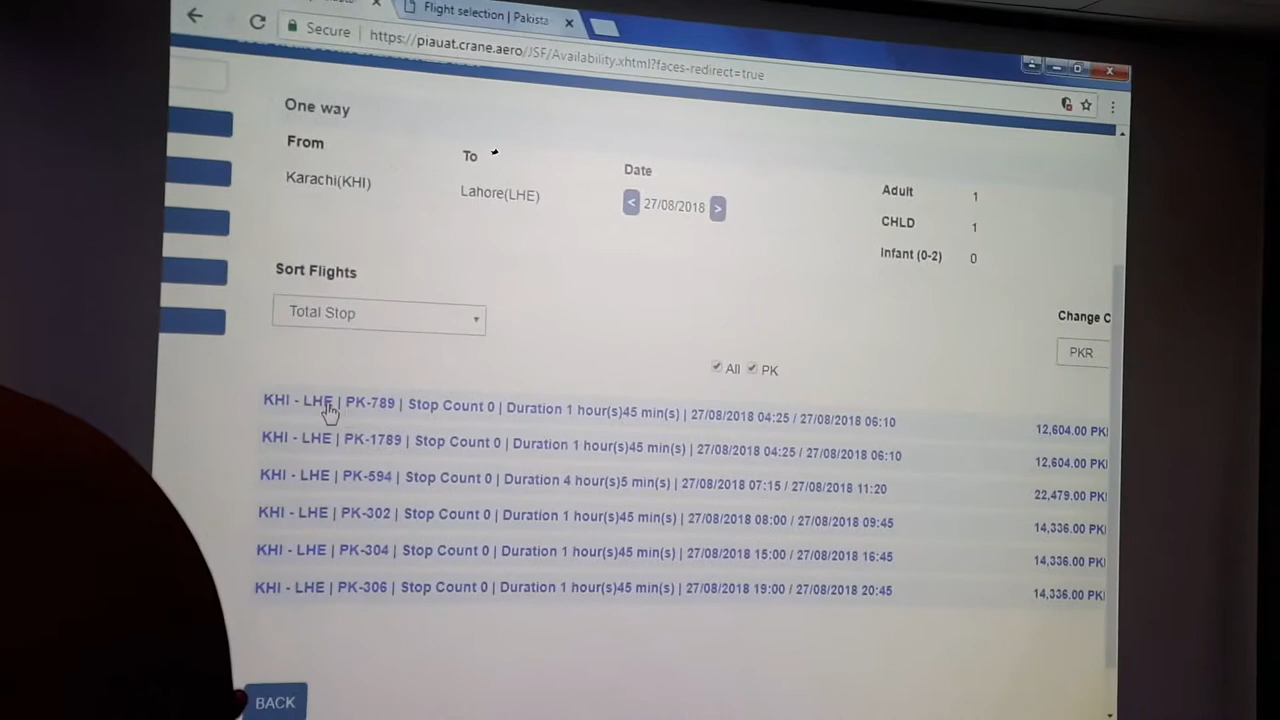 Flight selection | Pakista
Secure https://piauat.crane.aero/JSF/Availability.xhtml?faces-redirect=true
One way
From To Date
Karachi(KHI) Lahore(LHE) < 27/08/2018 >
Adult 1
CHLD 1
Infant (0-2) 0
Sort Flights
Total Stop
Change C
PKR
All PK
KHI - LHE | PK-789 | Stop Count 0 | Duration 1 hour(s)45 min(s) | 27/08/2018 04:25 / 27/08/2018 06:10 12,604.00 PK
KHI - LHE | PK-1789 | Stop Count 0 | Duration 1 hour(s)45 min(s) | 27/08/2018 04:25 / 27/08/2018 06:10 12,604.00 PK
KHI - LHE | PK-594 | Stop Count 0 | Duration 4 hour(s)5 min(s) | 27/08/2018 07:15 / 27/08/2018 11:20 22,479.00 PK
KHI - LHE | PK-302 | Stop Count 0 | Duration 1 hour(s)45 min(s) | 27/08/2018 08:00 / 27/08/2018 09:45 14,336.00 PK
KHI - LHE | PK-304 | Stop Count 0 | Duration 1 hour(s)45 min(s) | 27/08/2018 15:00 / 27/08/2018 16:45 14,336.00 PK
KHI - LHE | PK-306 | Stop Count 0 | Duration 1 hour(s)45 min(s) | 27/08/2018 19:00 / 27/08/2018 20:45 14,336.00 PK
BACK